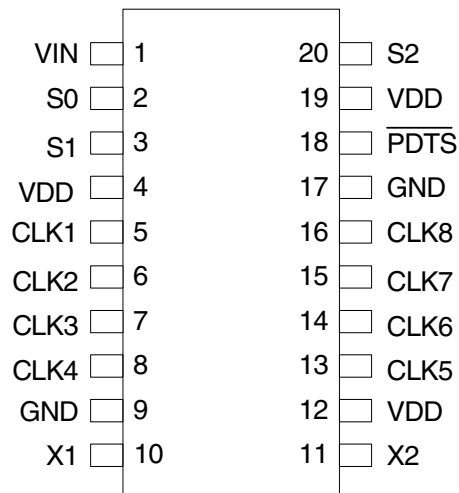 VIN 1 20 S2
S0 2 19 VDD
S1 3 18 PDTS
VDD 4 17 GND
CLK1 5 16 CLK8
CLK2 6 15 CLK7
CLK3 7 14 CLK6
CLK4 8 13 CLK5
GND 9 12 VDD
X1 10 11 X2